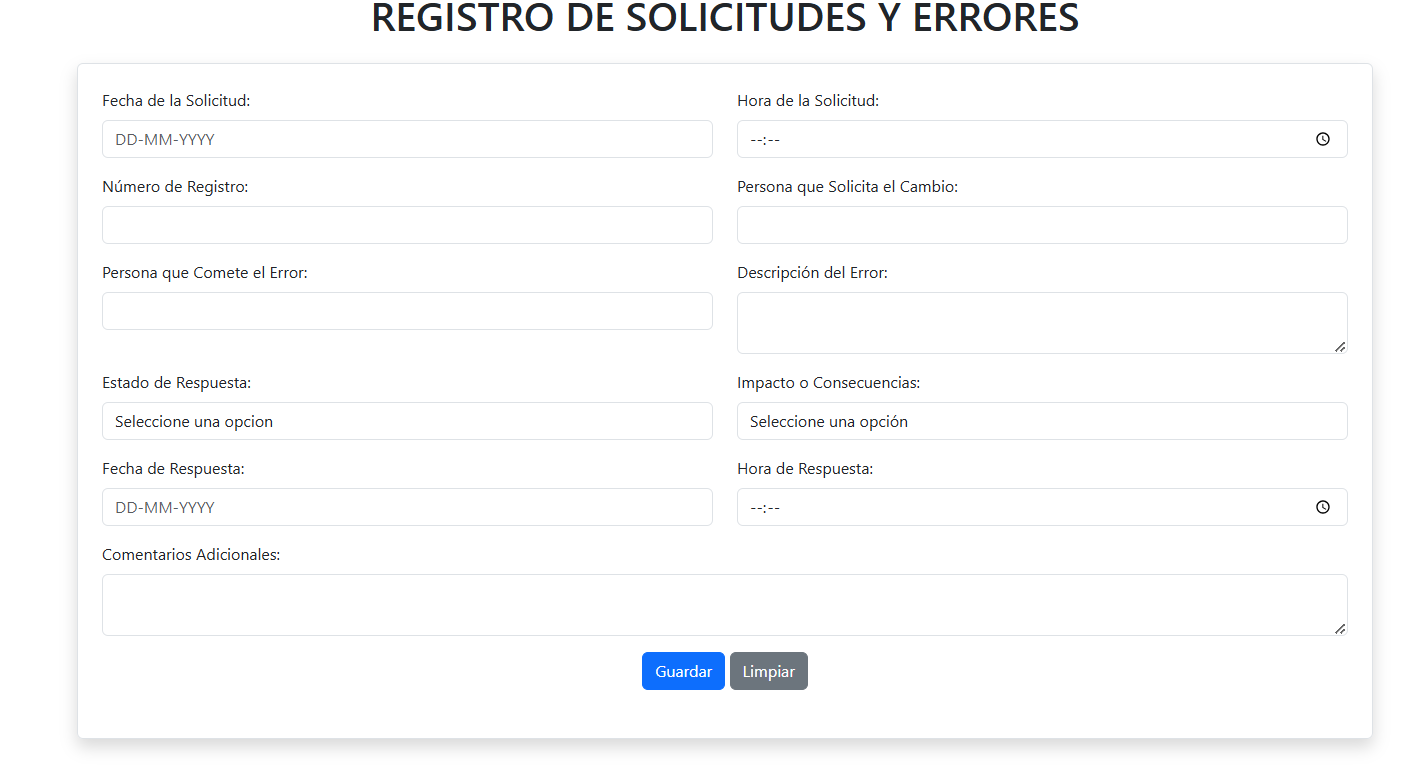 REGISTRO DE SOLICITUDES Y ERRORES
Fecha de la Solicitud:
Hora de la Solicitud:
DD-MM-YYYY
--:--
Número de Registro:
Persona que Solicita el Cambio:
Persona que Comete el Error:
Descripción del Error:
Estado de Respuesta:
Impacto o Consecuencias:
Seleccione una opcion
Seleccione una opción
Fecha de Respuesta:
Hora de Respuesta:
DD-MM-YYYY
--:--
Comentarios Adicionales:
Guardar
Limpiar